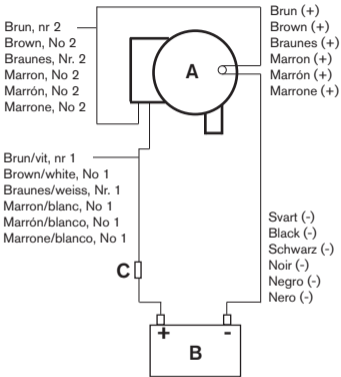 Brun, nr 2
Brown, No 2
Braunes, Nr. 2
Marron, No 2
Marrón, No 2
Marrone, No 2
Brun (+)
Brown (+)
Braunes (+)
Marron (+)
Marrón (+)
Marrone (+)
A
Brun/vit, nr 1
Brown/white, No 1
Braunes/weiss, Nr. 1
Marron/blanc, No 1
Marrón/blanco, No 1
Marrone/blanco, No 1
Svart (-)
Black (-)
Schwarz (-)
Noir (-)
Negro (-)
Nero (-)
C
+ -
B